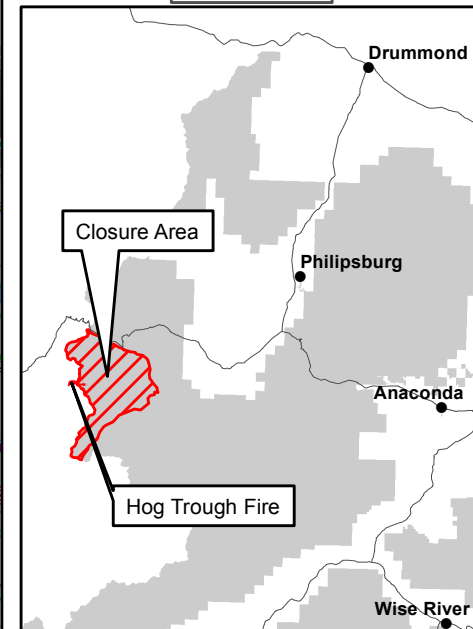 Drummond
Closure Area
Philipsburg
Anaconda
Hog Trough Fire
Wise River